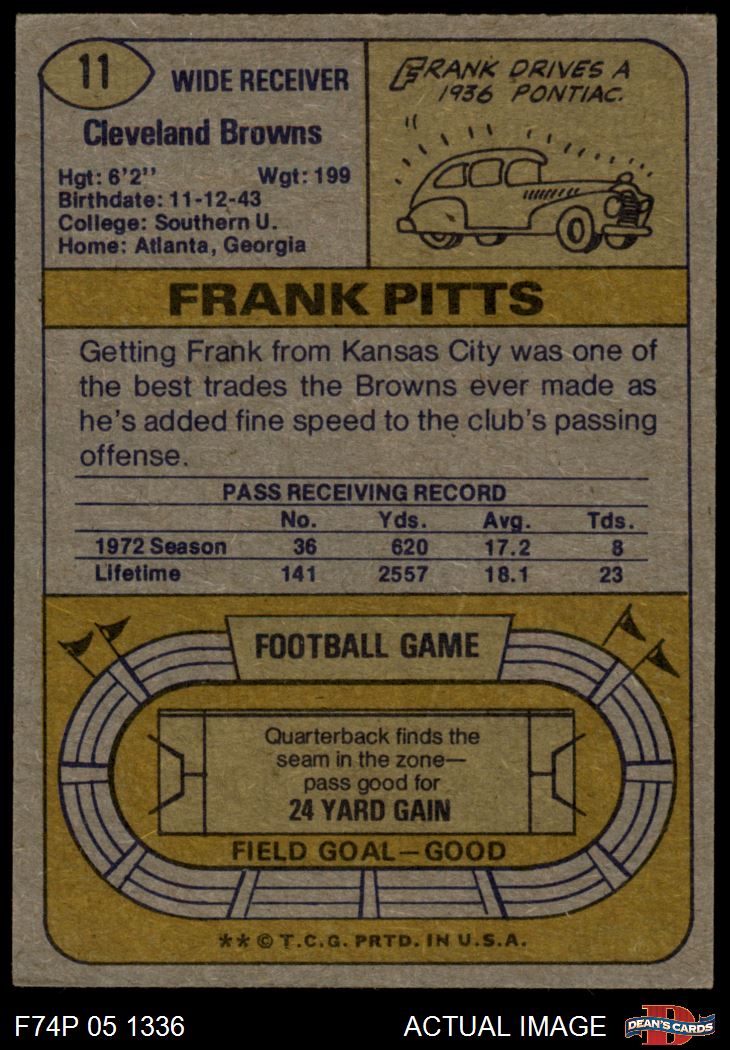 11
WIDE RECEIVER
Cleveland Browns
Hgt: 6'2'' Wgt: 199
Birthdate: 11-12-43
College: Southern U.
Home: Atlanta, Georgia
FRANK DRIVES A
1936 PONTIAC.
FRANK PITTS
Getting Frank from Kansas City was one of
the best trades the Browns ever made as
he's added fine speed to the club's passing
offense.
PASS RECEIVING RECORD
No. Yds. Avg. Tds.
1972 Season 36 620 17.2 8
Lifetime 141 2557 18.1 23
FOOTBALL GAME
Quarterback finds the
seam in the zone—
pass good for
24 YARD GAIN
FIELD GOAL—GOOD
** © T.C.G. PRTD. IN U.S.A.
F74P 05 1336 ACTUAL IMAGE
D
DEAN'S CARDS